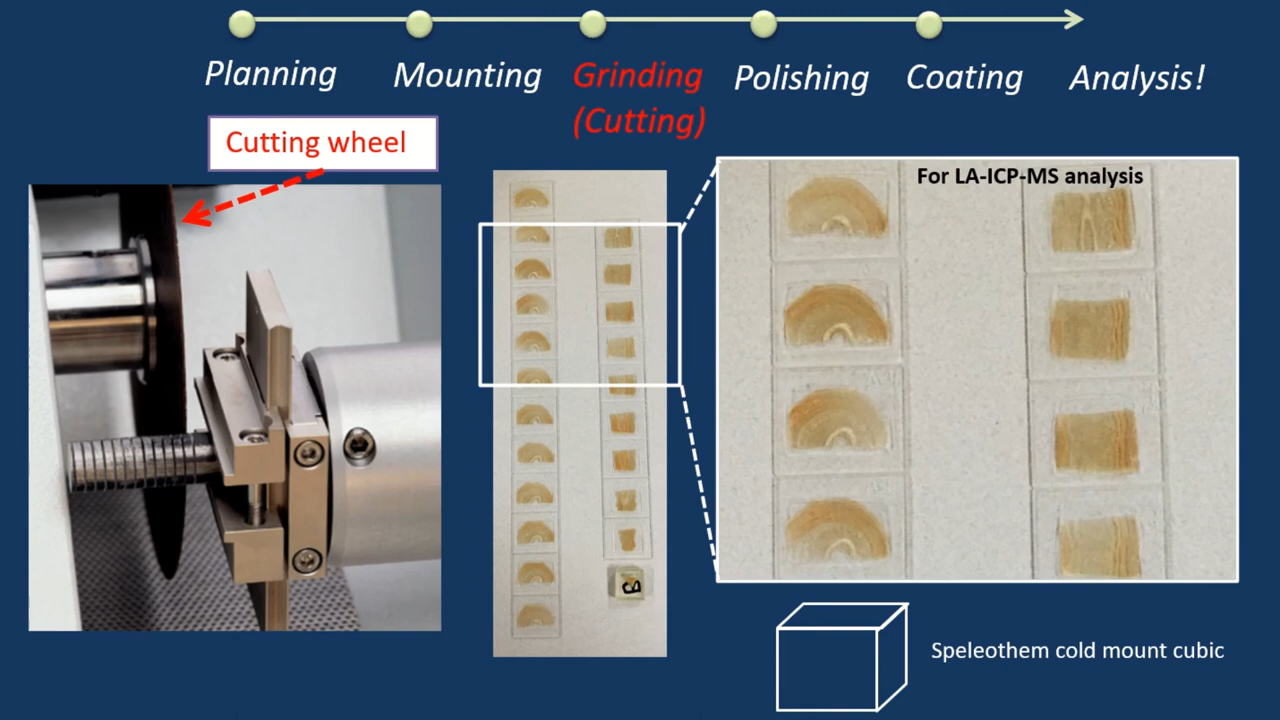 Planning
Mounting
Grinding
(Cutting)
Polishing
Coating
Analysis!
Cutting wheel
For LA-ICP-MS analysis
B
Speleothem cold mount cubic